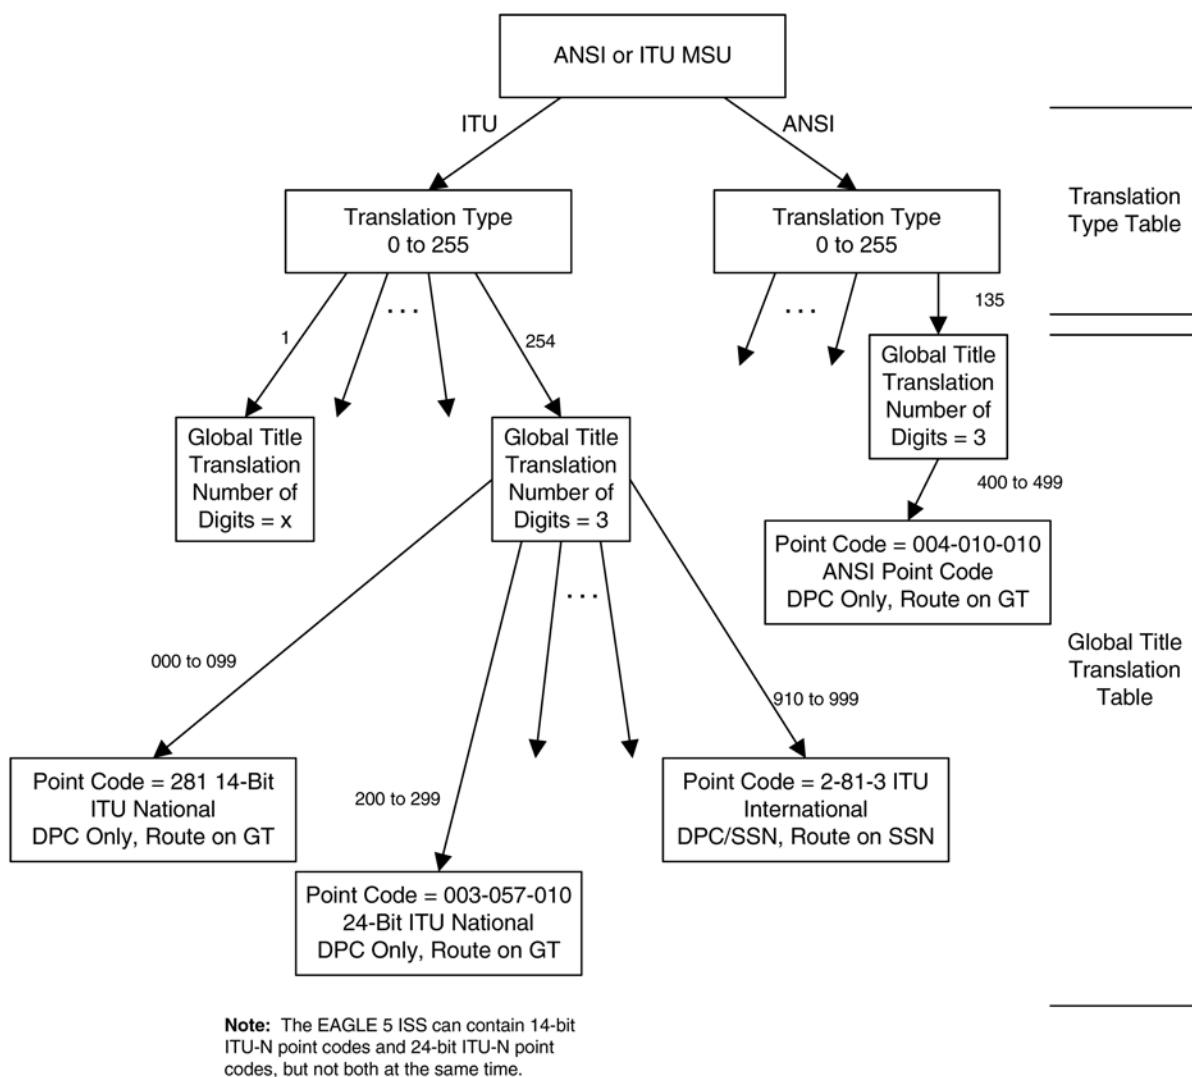 ANSI or ITU MSU
ITU
ANSI
Translation Type
0 to 255
Translation Type
0 to 255
Translation
Type Table
1
. . .
254
. . .
135
Global Title
Translation
Number of
Digits = x
Global Title
Translation
Number of
Digits = 3
Global Title
Translation
Number of
Digits = 3
400 to 499
Point Code = 004-010-010
ANSI Point Code
DPC Only, Route on GT
. . .
000 to 099
200 to 299
910 to 999
Global Title
Translation
Table
Point Code = 281 14-Bit
ITU National
DPC Only, Route on GT
Point Code = 003-057-010
24-Bit ITU National
DPC Only, Route on GT
Point Code = 2-81-3 ITU
International
DPC/SSN, Route on SSN
Note: The EAGLE 5 ISS can contain 14-bit
ITU-N point codes and 24-bit ITU-N point
codes, but not both at the same time.